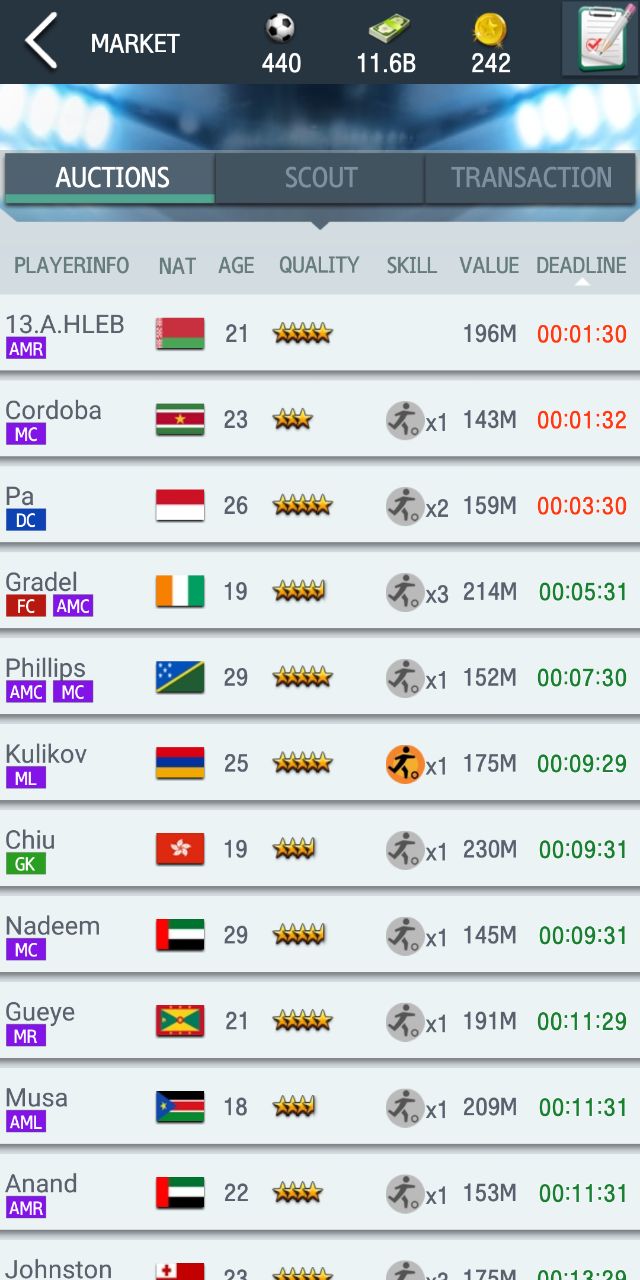 MARKET
440 11.6B 242
AUCTIONS SCOUT TRANSACTION
PLAYERINFO NAT AGE QUALITY SKILL VALUE DEADLINE
13.A.HLEB 21 196M 00:01:30
AMR
Cordoba 23 x1 143M 00:01:32
MC
Pa 26 x2 159M 00:03:30
DC
Gradel 19 x3 214M 00:05:31
FC AMC
Phillips 29 x1 152M 00:07:30
AMC MC
Kulikov 25 x1 175M 00:09:29
ML
Chiu 19 x1 230M 00:09:31
GK
Nadeem 29 x1 145M 00:09:31
MC
Gueye 21 x1 191M 00:11:29
MR
Musa 18 x1 209M 00:11:31
AML
Anand 22 x1 153M 00:11:31
AMR
Johnston 23 175M 00:13:29